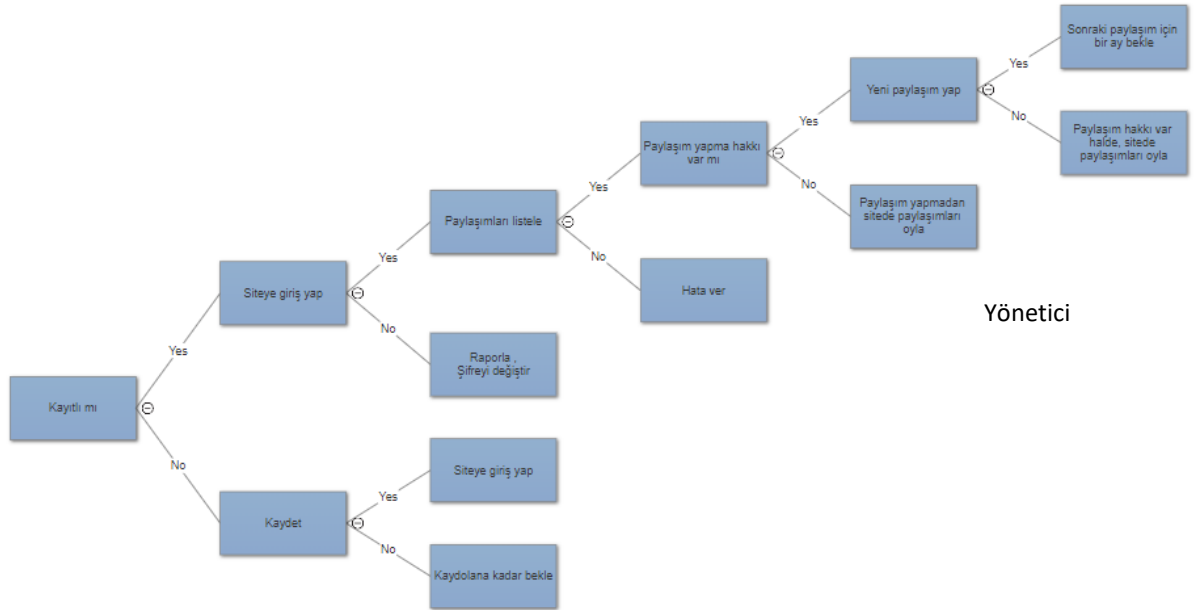 Sonraki paylaşım için
bir ay bekle
Yes
Yeni paylaşım yap
No
Paylaşım hakkı var
halde, sitede
paylaşımları oyla
Yes
Paylaşım yapma hakkı
var mı
No
Paylaşım yapmadan
sitede paylaşımları
oyla
Yes
Paylaşımları listele
No
Hata ver
Yönetici
Yes
Siteye giriş yap
No
Raporla ,
Şifreyi değiştir
Yes
Kayıtlı mı
No
Siteye giriş yap
Yes
Kaydet
No
Kaydolana kadar bekle